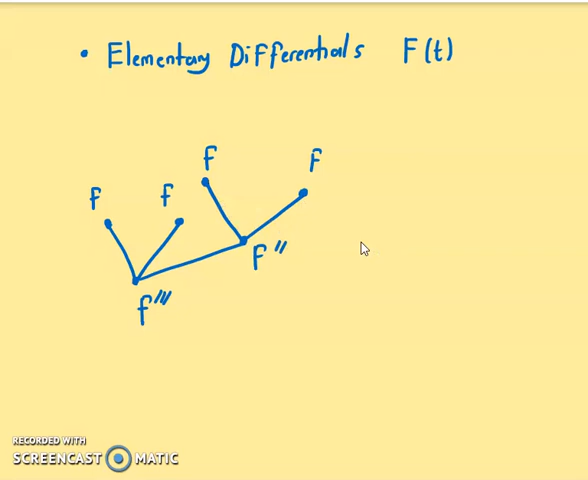 • Elementary Differentials F(t)
f f f f
f'''
f''
RECORDED WITH
SCREENCAST MATIC